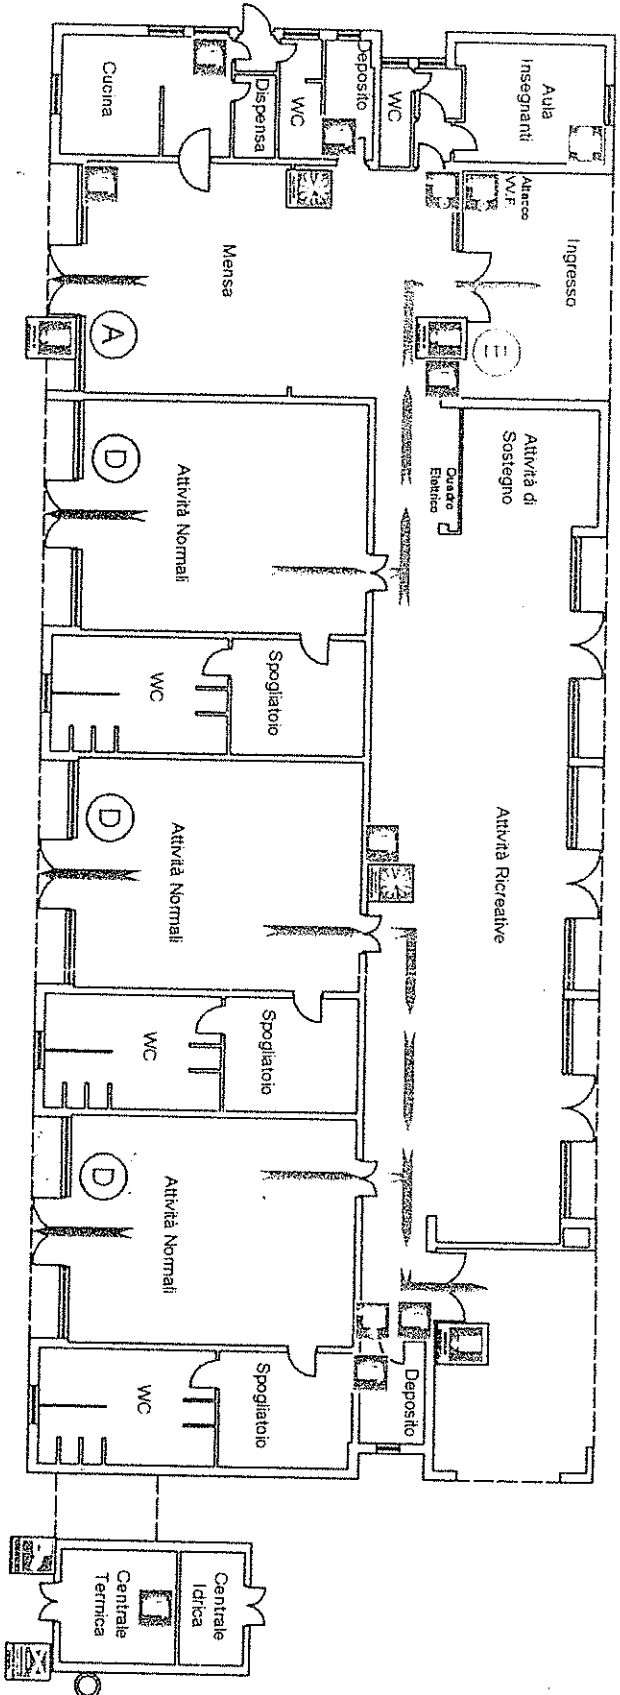 Cucina
Dispensa
WC
Deposito
WC
Aula
Insegnanti
Attacco
VV.F.
Ingresso
Mensa
A
E
D
Attività Normali
Quadro
Elettrico
Attività di
Sostegno
WC
Spogliatoio
D
Attività Normali
Attività Ricreative
WC
Spogliatoio
D
Attività Normali
WC
Spogliatoio
Deposito
Centrale
Termica
Centrale
Idrica